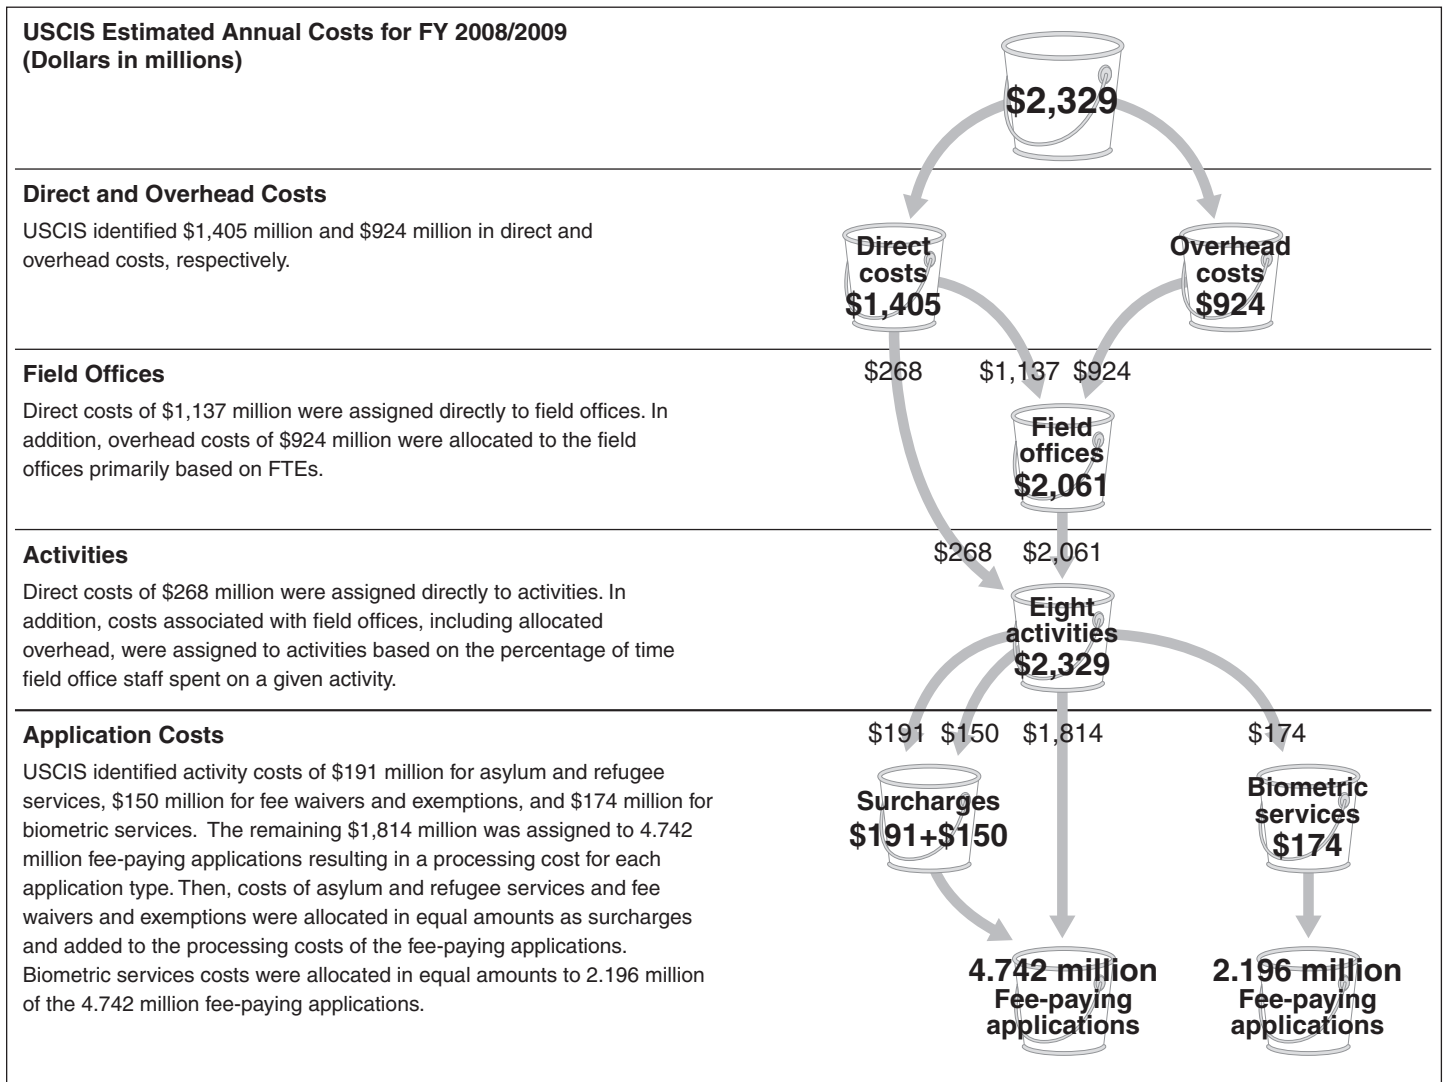 USCIS Estimated Annual Costs for FY 2008/2009
(Dollars in millions)
$2,329
Direct and Overhead Costs
USCIS identified $1,405 million and $924 million in direct and
overhead costs, respectively.
Direct
costs
$1,405
Overhead
costs
$924
Field Offices
Direct costs of $1,137 million were assigned directly to field offices. In
addition, overhead costs of $924 million were allocated to the field
offices primarily based on FTEs.
$268 $1,137 $924
Field
offices
$2,061
Activities
Direct costs of $268 million were assigned directly to activities. In
addition, costs associated with field offices, including allocated
overhead, were assigned to activities based on the percentage of time
field office staff spent on a given activity.
$268 $2,061
Eight
activities
$2,329
Application Costs
USCIS identified activity costs of $191 million for asylum and refugee
services, $150 million for fee waivers and exemptions, and $174 million for
biometric services. The remaining $1,814 million was assigned to 4.742
million fee-paying applications resulting in a processing cost for each
application type. Then, costs of asylum and refugee services and fee
waivers and exemptions were allocated in equal amounts as surcharges
and added to the processing costs of the fee-paying applications.
Biometric services costs were allocated in equal amounts to 2.196 million
of the 4.742 million fee-paying applications.
$191 $150 $1,814 $174
Surcharges
$191+$150
Biometric
services
$174
4.742 million
Fee-paying
applications
2.196 million
Fee-paying
applications